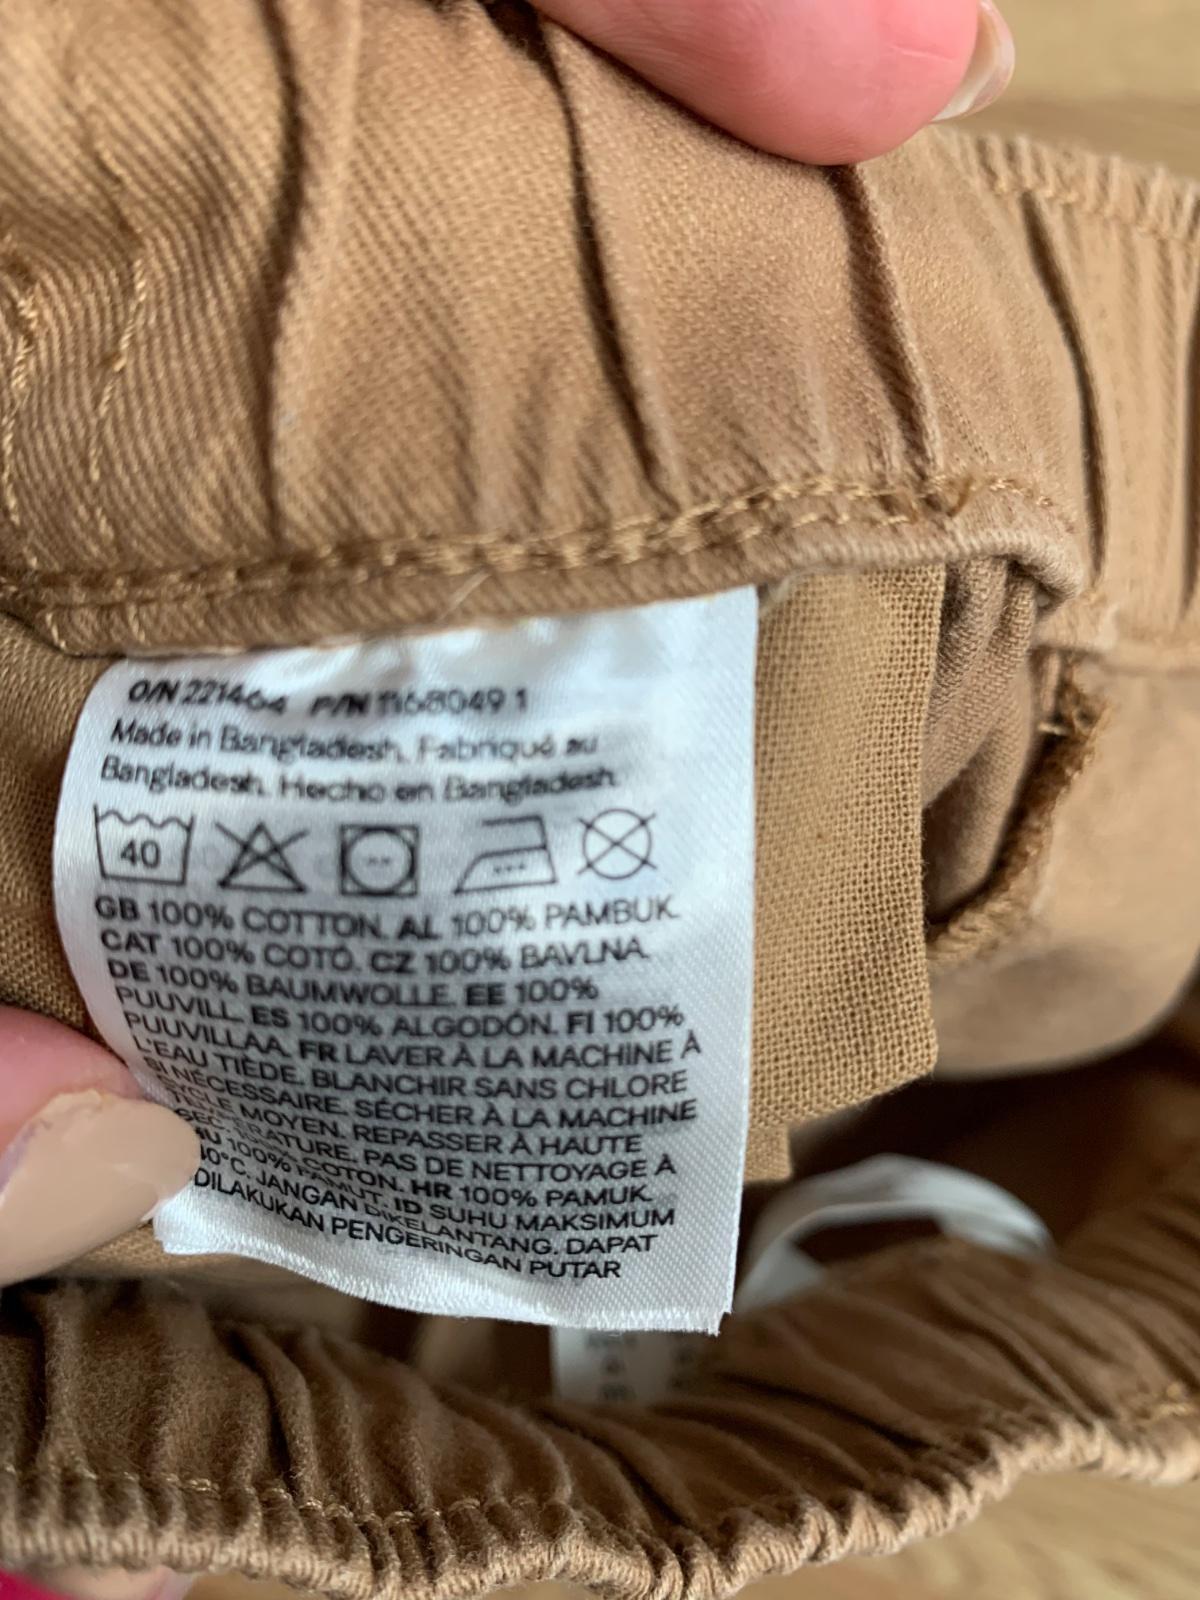 O/N 221464 P/N 1168049 1
Made in Bangladesh. Fabriqué au
Bangladesh. Hecho en Bangladesh.
40
GB 100% COTTON. AL 100% PAMBUK.
CAT 100% COTÓ. CZ 100% BAVLNA.
DE 100% BAUMWOLLE. EE 100%
PUUVILL. ES 100% ALGODÓN. FI 100%
PUUVILLAA. FR LAVER À LA MACHINE À
L'EAU TIÈDE. BLANCHIR SANS CHLORE
SI NÉCESSAIRE. SÉCHER À LA MACHINE
MOYEN. REPASSER À HAUTE
PAS DE NETTOYAGE À
100% COTON. HR 100% PAMUK.
100% PAMUT. ID SUHU MAKSIMUM
40°C. JANGAN DIKELANTANG. DAPAT
DILAKUKAN PENGERINGAN PUTAR